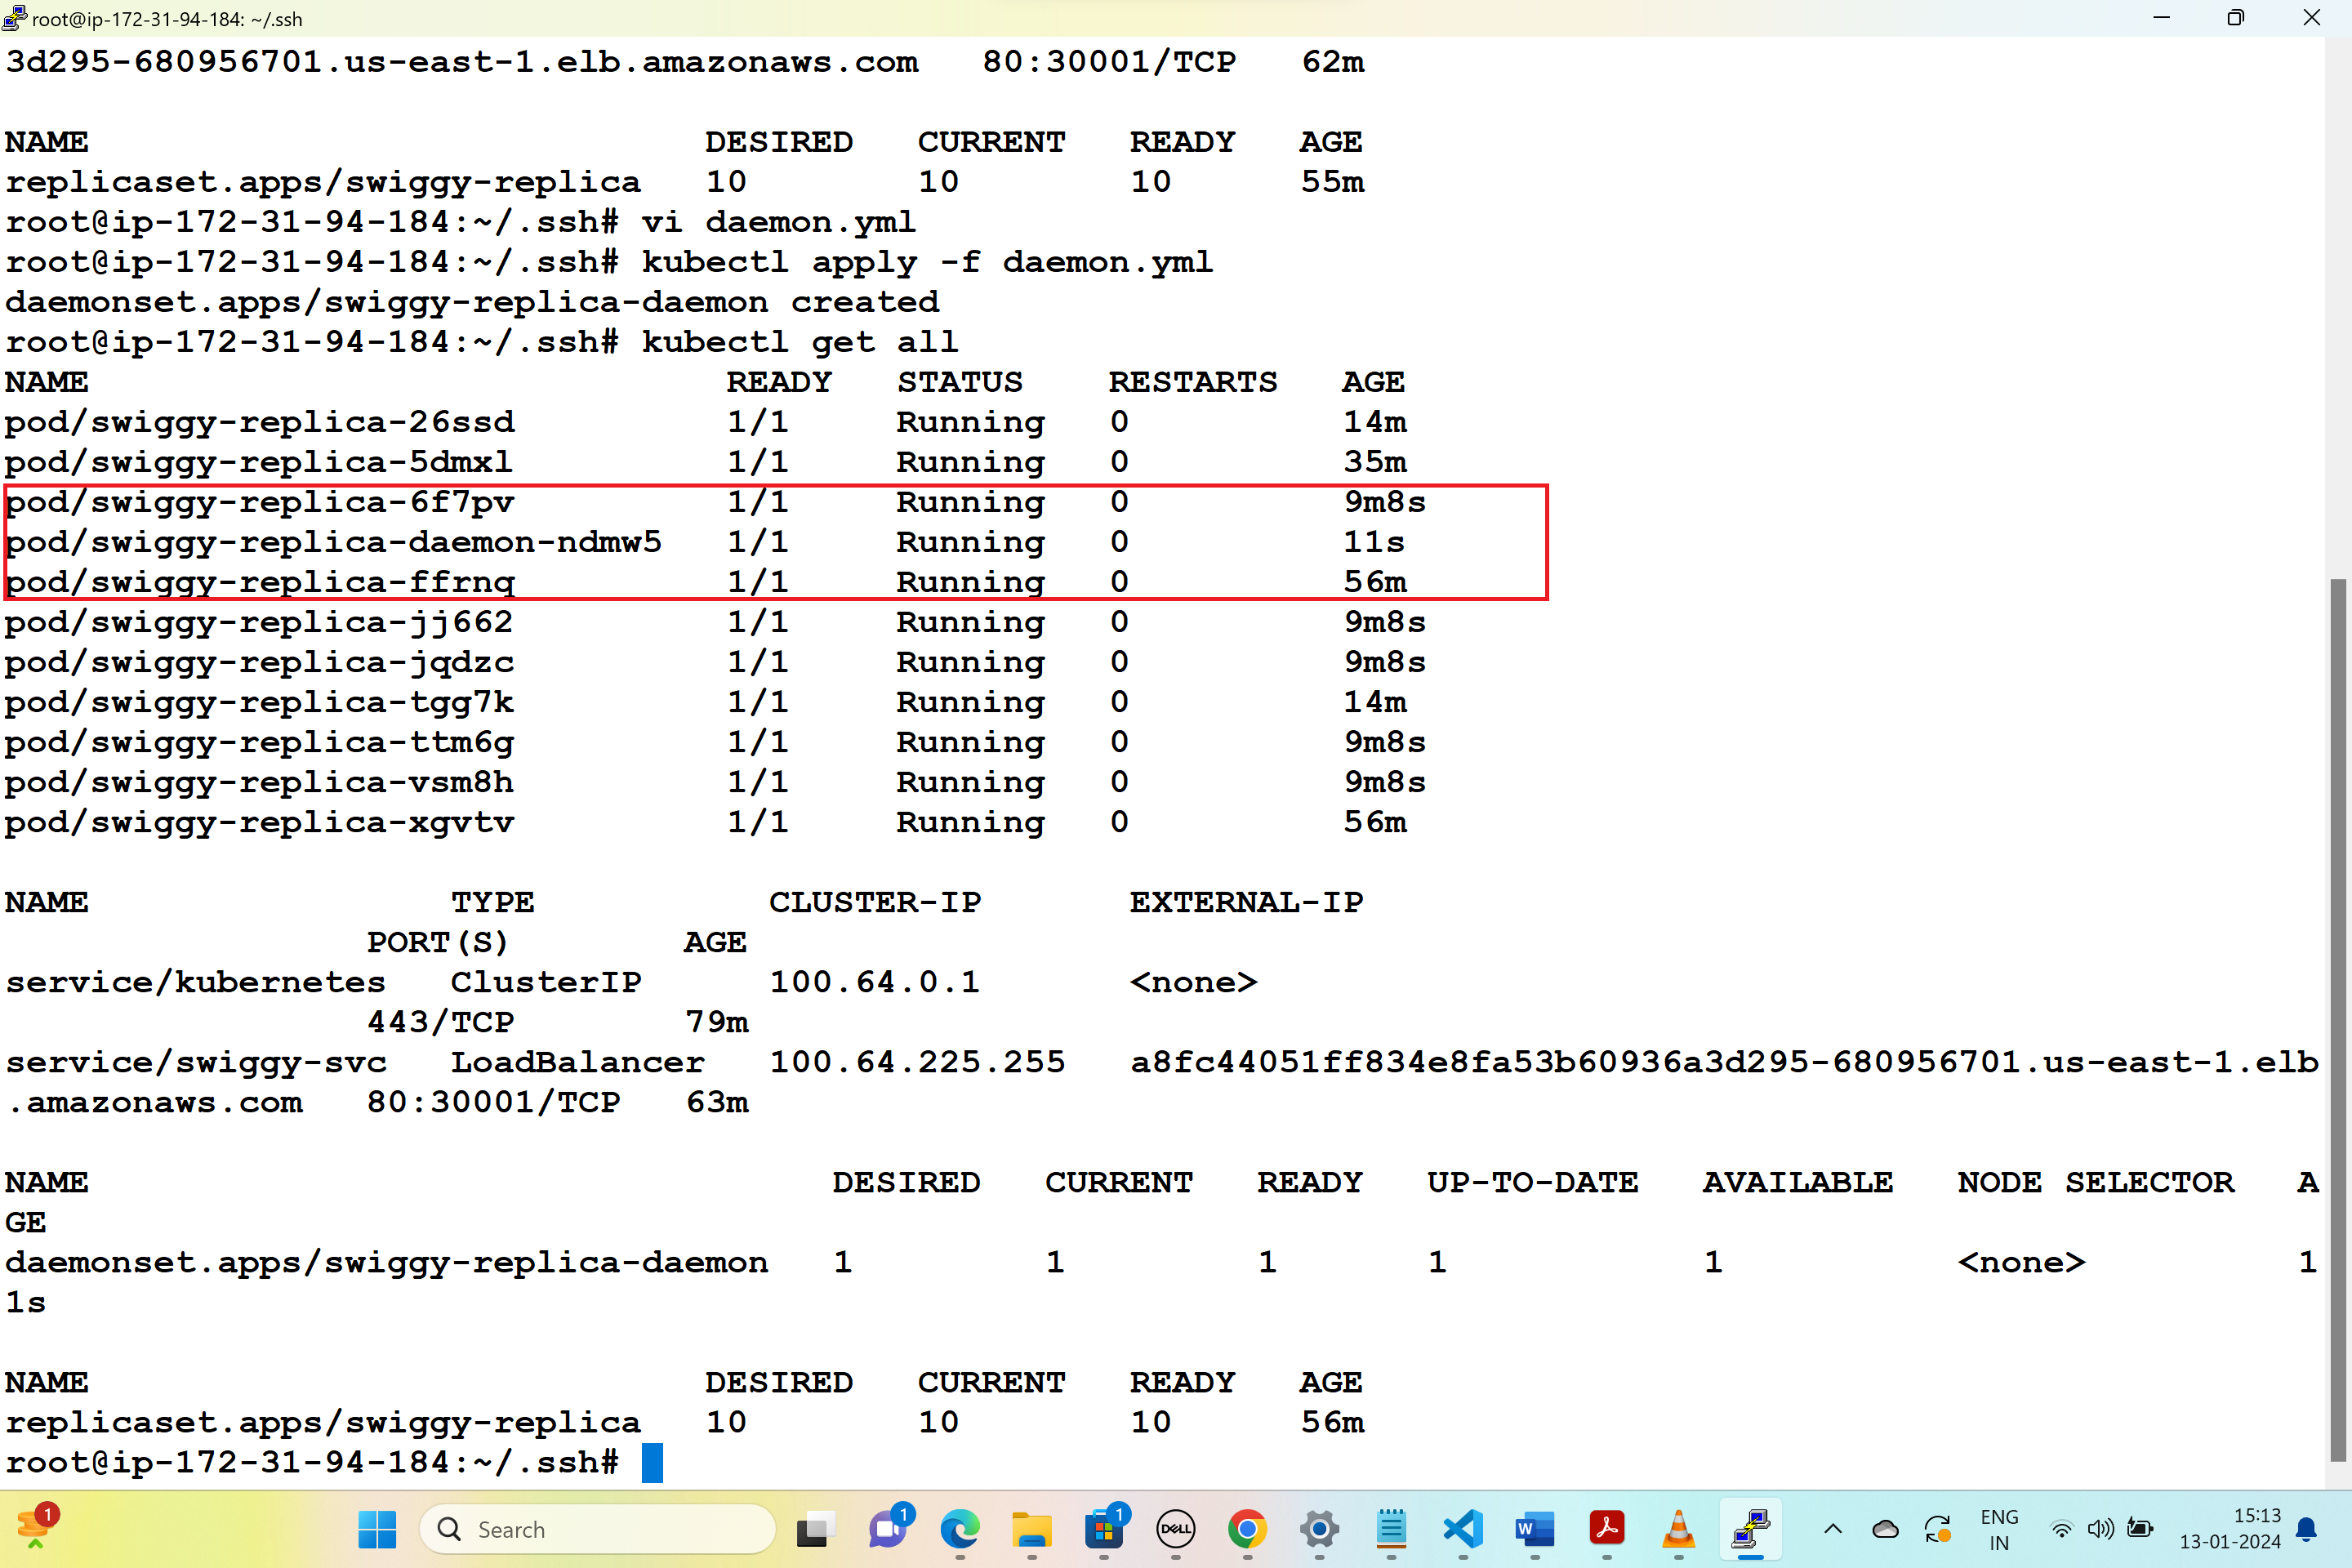 root@ip-172-31-94-184: ~/.ssh
3d295-680956701.us-east-1.elb.amazonaws.com   80:30001/TCP   62m
NAME                             DESIRED   CURRENT   READY   AGE
replicaset.apps/swiggy-replica   10        10        10      55m
root@ip-172-31-94-184:~/.ssh# vi daemon.yml
root@ip-172-31-94-184:~/.ssh# kubectl apply -f daemon.yml
daemonset.apps/swiggy-replica-daemon created
root@ip-172-31-94-184:~/.ssh# kubectl get all
NAME                              READY   STATUS    RESTARTS   AGE
pod/swiggy-replica-26ssd          1/1     Running   0          14m
pod/swiggy-replica-5dmxl          1/1     Running   0          35m
pod/swiggy-replica-6f7pv          1/1     Running   0          9m8s
pod/swiggy-replica-daemon-ndmw5   1/1     Running   0          11s
pod/swiggy-replica-ffrnq          1/1     Running   0          56m
pod/swiggy-replica-jj662          1/1     Running   0          9m8s
pod/swiggy-replica-jqdzc          1/1     Running   0          9m8s
pod/swiggy-replica-tgg7k          1/1     Running   0          14m
pod/swiggy-replica-ttm6g          1/1     Running   0          9m8s
pod/swiggy-replica-vsm8h          1/1     Running   0          9m8s
pod/swiggy-replica-xgvtv          1/1     Running   0          56m
NAME                 TYPE           CLUSTER-IP       EXTERNAL-IP
                 PORT(S)        AGE
service/kubernetes   ClusterIP      100.64.0.1       <none>
                 443/TCP        79m
service/swiggy-svc   LoadBalancer   100.64.225.255   a8fc44051ff834e8fa53b60936a3d295-680956701.us-east-1.elb
.amazonaws.com   80:30001/TCP   63m
NAME                                   DESIRED   CURRENT   READY   UP-TO-DATE   AVAILABLE   NODE SELECTOR   A
GE
daemonset.apps/swiggy-replica-daemon   1         1         1       1            1           <none>          1
1s
NAME                             DESIRED   CURRENT   READY   AGE
replicaset.apps/swiggy-replica   10        10        10      56m
root@ip-172-31-94-184:~/.ssh#
1
Search
1
1
DELL
W
ENG
IN
15:13
13-01-2024